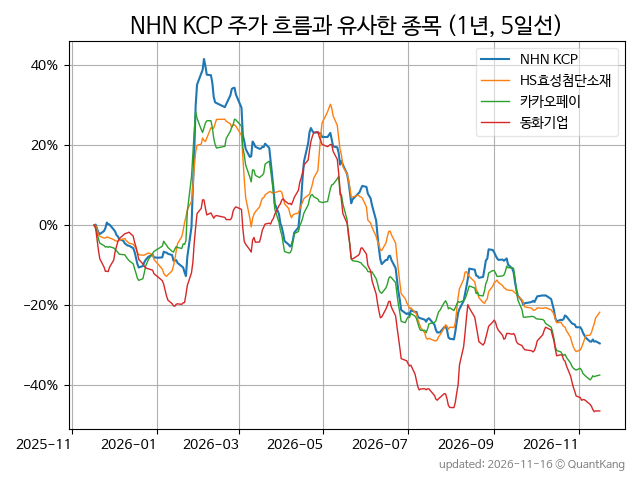 NHN KCP 주가 흐름과 유사한 종목 (1년, 5일선)
NHN KCP
HS효성첨단소재
카카오페이
동화기업
40%
20%
0%
−20%
−40%
2025−11
2026−01
2026−03
2026−05
2026−07
2026−09
2026−11
updated: 2026-11-16 © QuantKang